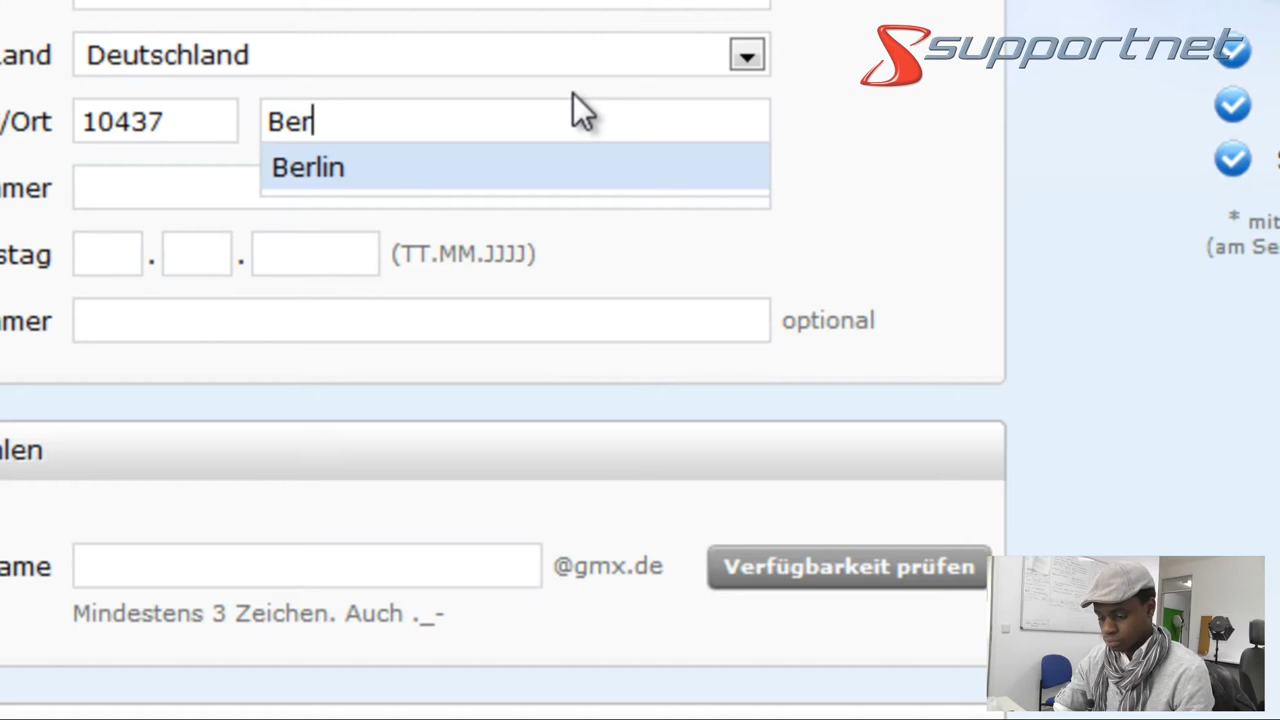 supportnet
land
Deutschland
/Ort
10437
Ber
Berlin
mer
stag
. .
(TT.MM.JJJJ)
mer
optional
* mit
(am Se
hlen
ame
@gmx.de
Verfügbarkeit prüfen
Mindestens 3 Zeichen. Auch ._-